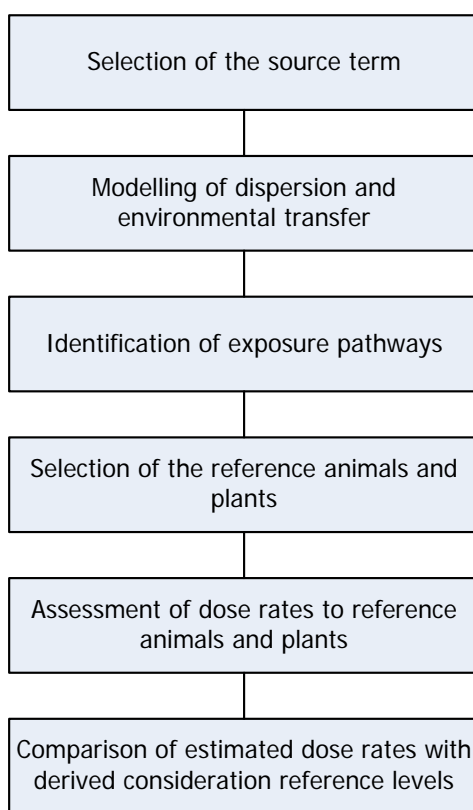 Selection of the source term
Modelling of dispersion and
environmental transfer
Identification of exposure pathways
Selection of the reference animals and
plants
Assessment of dose rates to reference
animals and plants
Comparison of estimated dose rates with
derived consideration reference levels